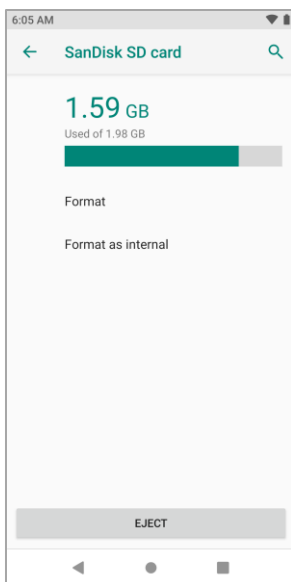 6:05 AM
SanDisk SD card
1.59 GB
Used of 1.98 GB
Format
Format as internal
EJECT